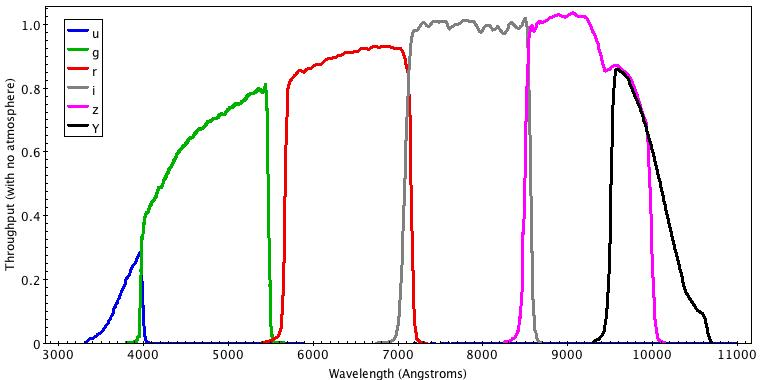 1.0
0.8
0.6
0.4
0.2
0
Throughput (with no atmosphere)
u
g
r
i
z
Y
3000 4000 5000 6000 7000 8000 9000 10000 11000
Wavelength (Angstroms)